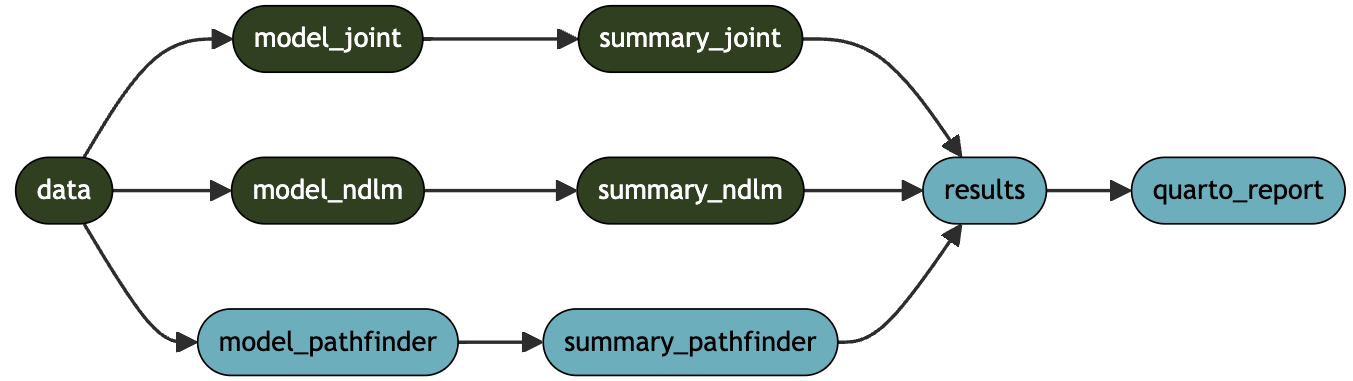 model_joint
summary_joint
data
model_ndlm
summary_ndlm
results
quarto_report
model_pathfinder
summary_pathfinder